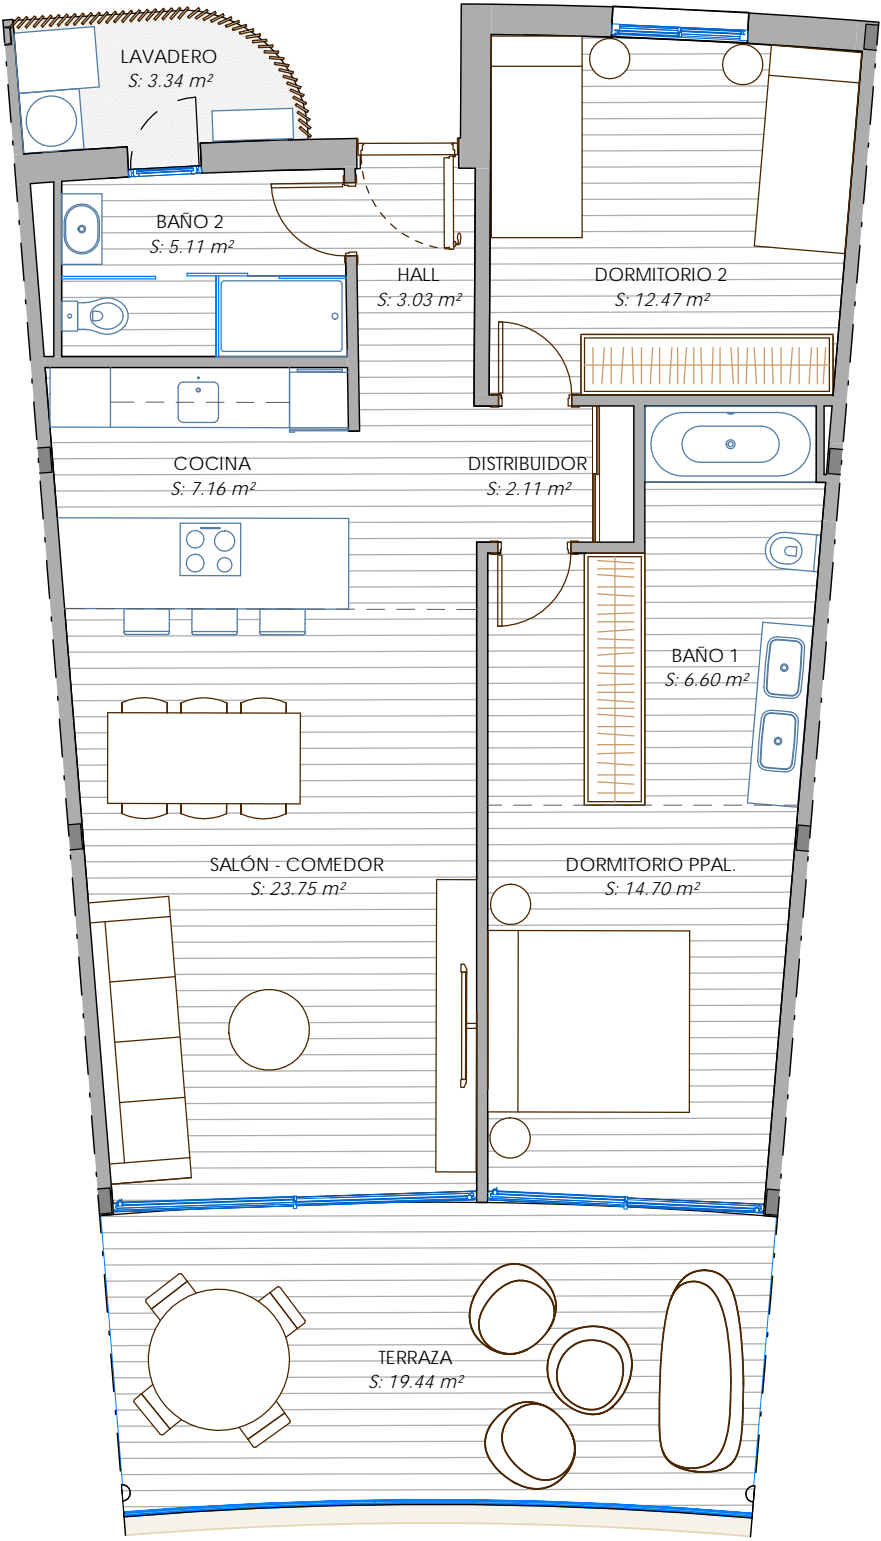 LAVADERO
S: 3.34 m²
BAÑO 2
S: 5.11 m²
HALL
S: 3.03 m²
DORMITORIO 2
S: 12.47 m²
COCINA
S: 7.16 m²
DISTRIBUIDOR
S: 2.11 m²
BAÑO 1
S: 6.60 m²
SALÓN - COMEDOR
S: 23.75 m²
DORMITORIO PPAL.
S: 14.70 m²
TERRAZA
S: 19.44 m²